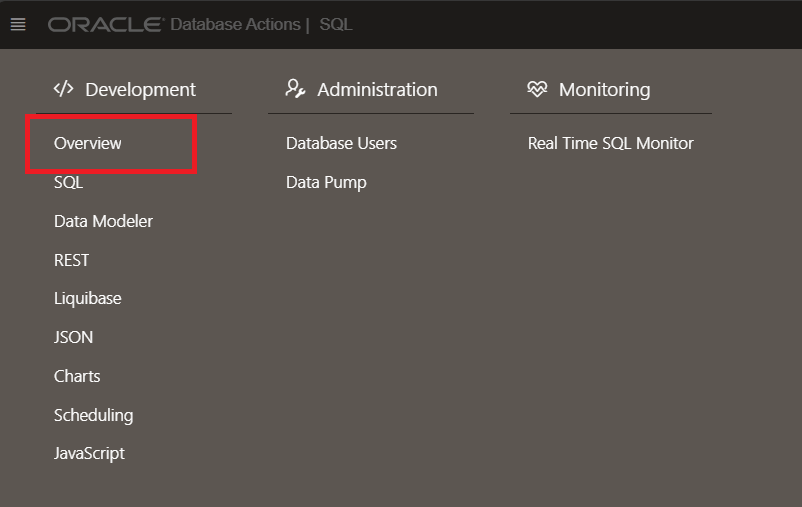 ORACLE Database Actions | SQL
Development
Overview
SQL
Data Modeler
REST
Liquibase
JSON
Charts
Scheduling
JavaScript
Administration
Database Users
Data Pump
Monitoring
Real Time SQL Monitor